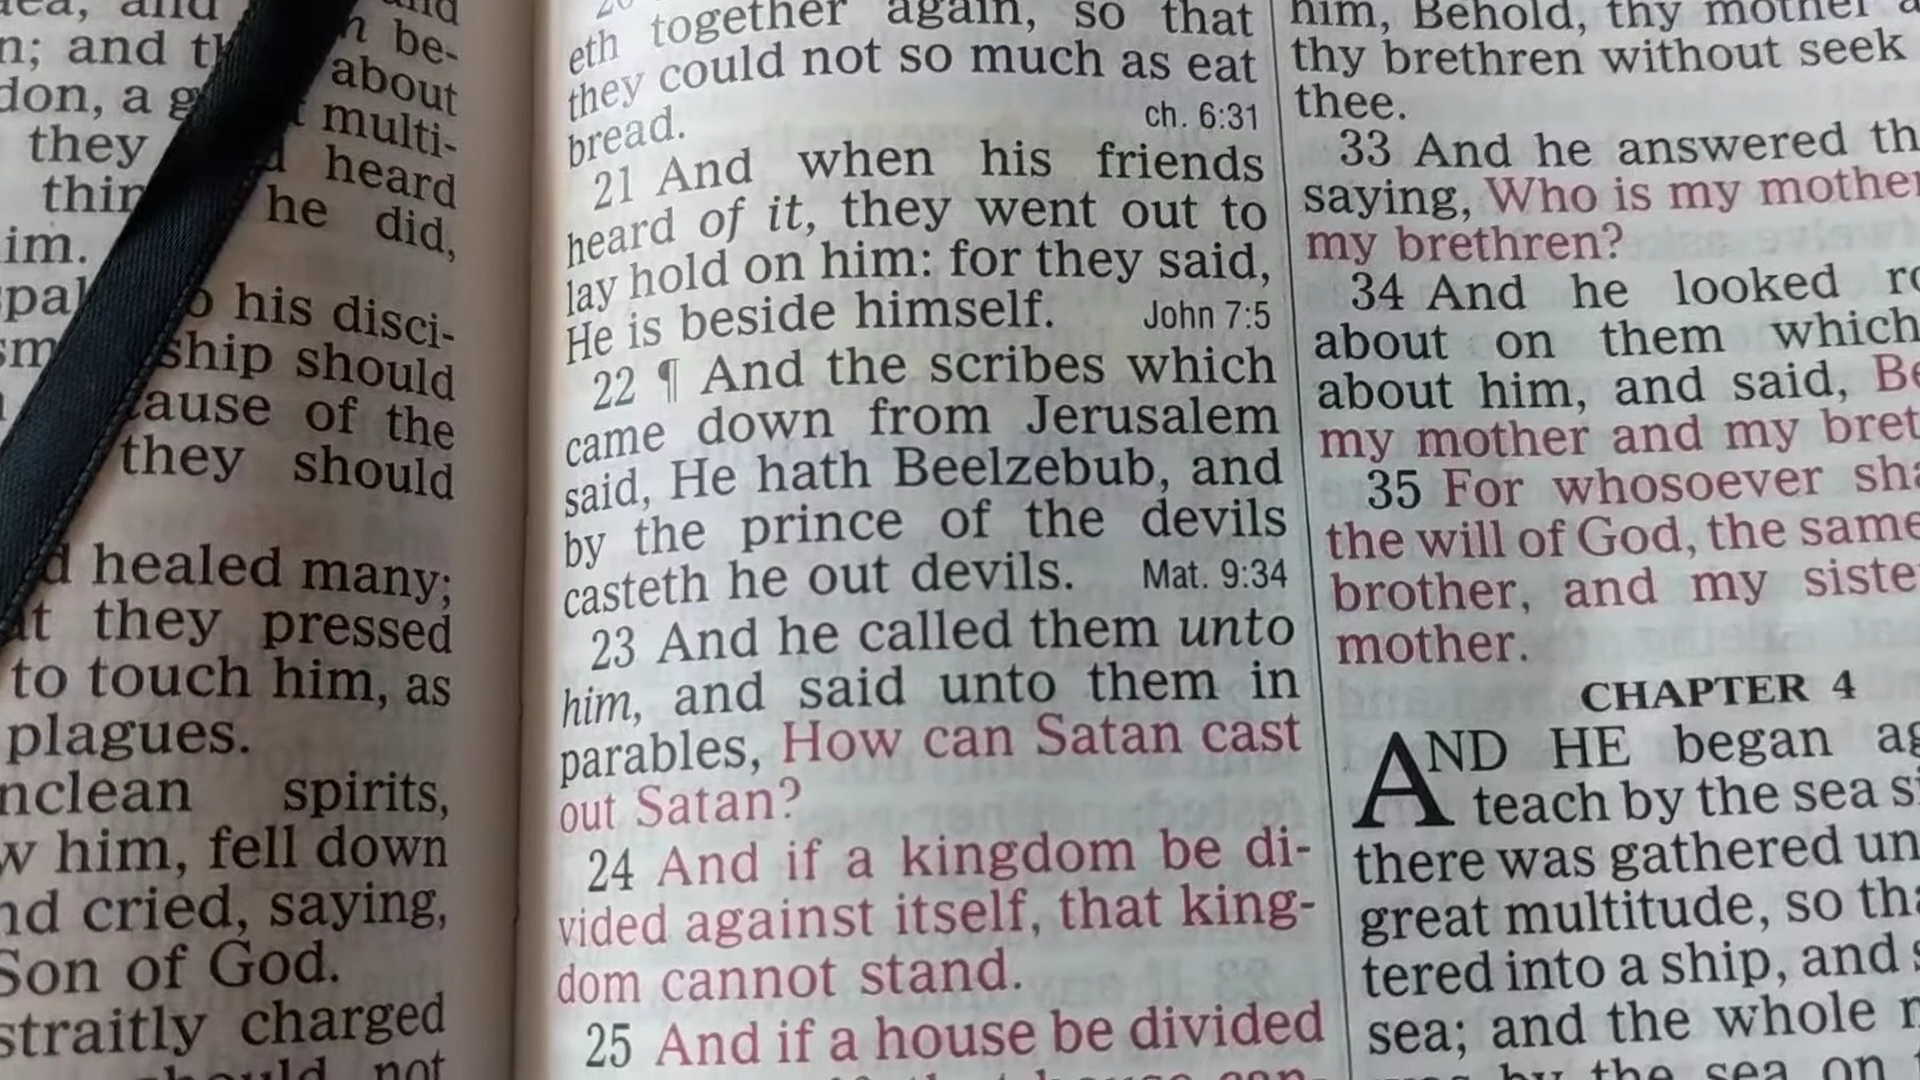 and
n; and
n be-
don, a
about
multi-
they
heard
he did,
im.
his disci-
ship should
of the
they should
healed many;
they pressed
to touch him, as
plagues.
spirits,
him, fell down
cried, saying,
Son of God.
straitly charged
not
eth together again, so that
they could not so much as eat
bread. ch. 6:31
21 And when his friends
heard of it, they went out to
lay hold on him: for they said,
He is beside himself. John 7:5
22 ¶ And the scribes which
came down from Jerusalem
said, He hath Beelzebub, and
by the prince of the devils
casteth he out devils. Mat. 9:34
23 And he called them unto
him, and said unto them in
parables, How can Satan cast
out Satan?
24 And if a kingdom be di-
vided against itself, that king-
dom cannot stand.
25 And if a house be divided
him, Behold, thy mother
thy brethren without seek
thee.
33 And he answered
saying, Who is my mother
my brethren?
34 And he looked
about on them which
about him, and said,
my mother and my
35 For whosoever
the will of God, the same
brother, and my
mother.
CHAPTER 4
AND HE began
teach by the sea
there was gathered
great multitude, so
tered into a ship, and
sea; and the whole
by the sea on